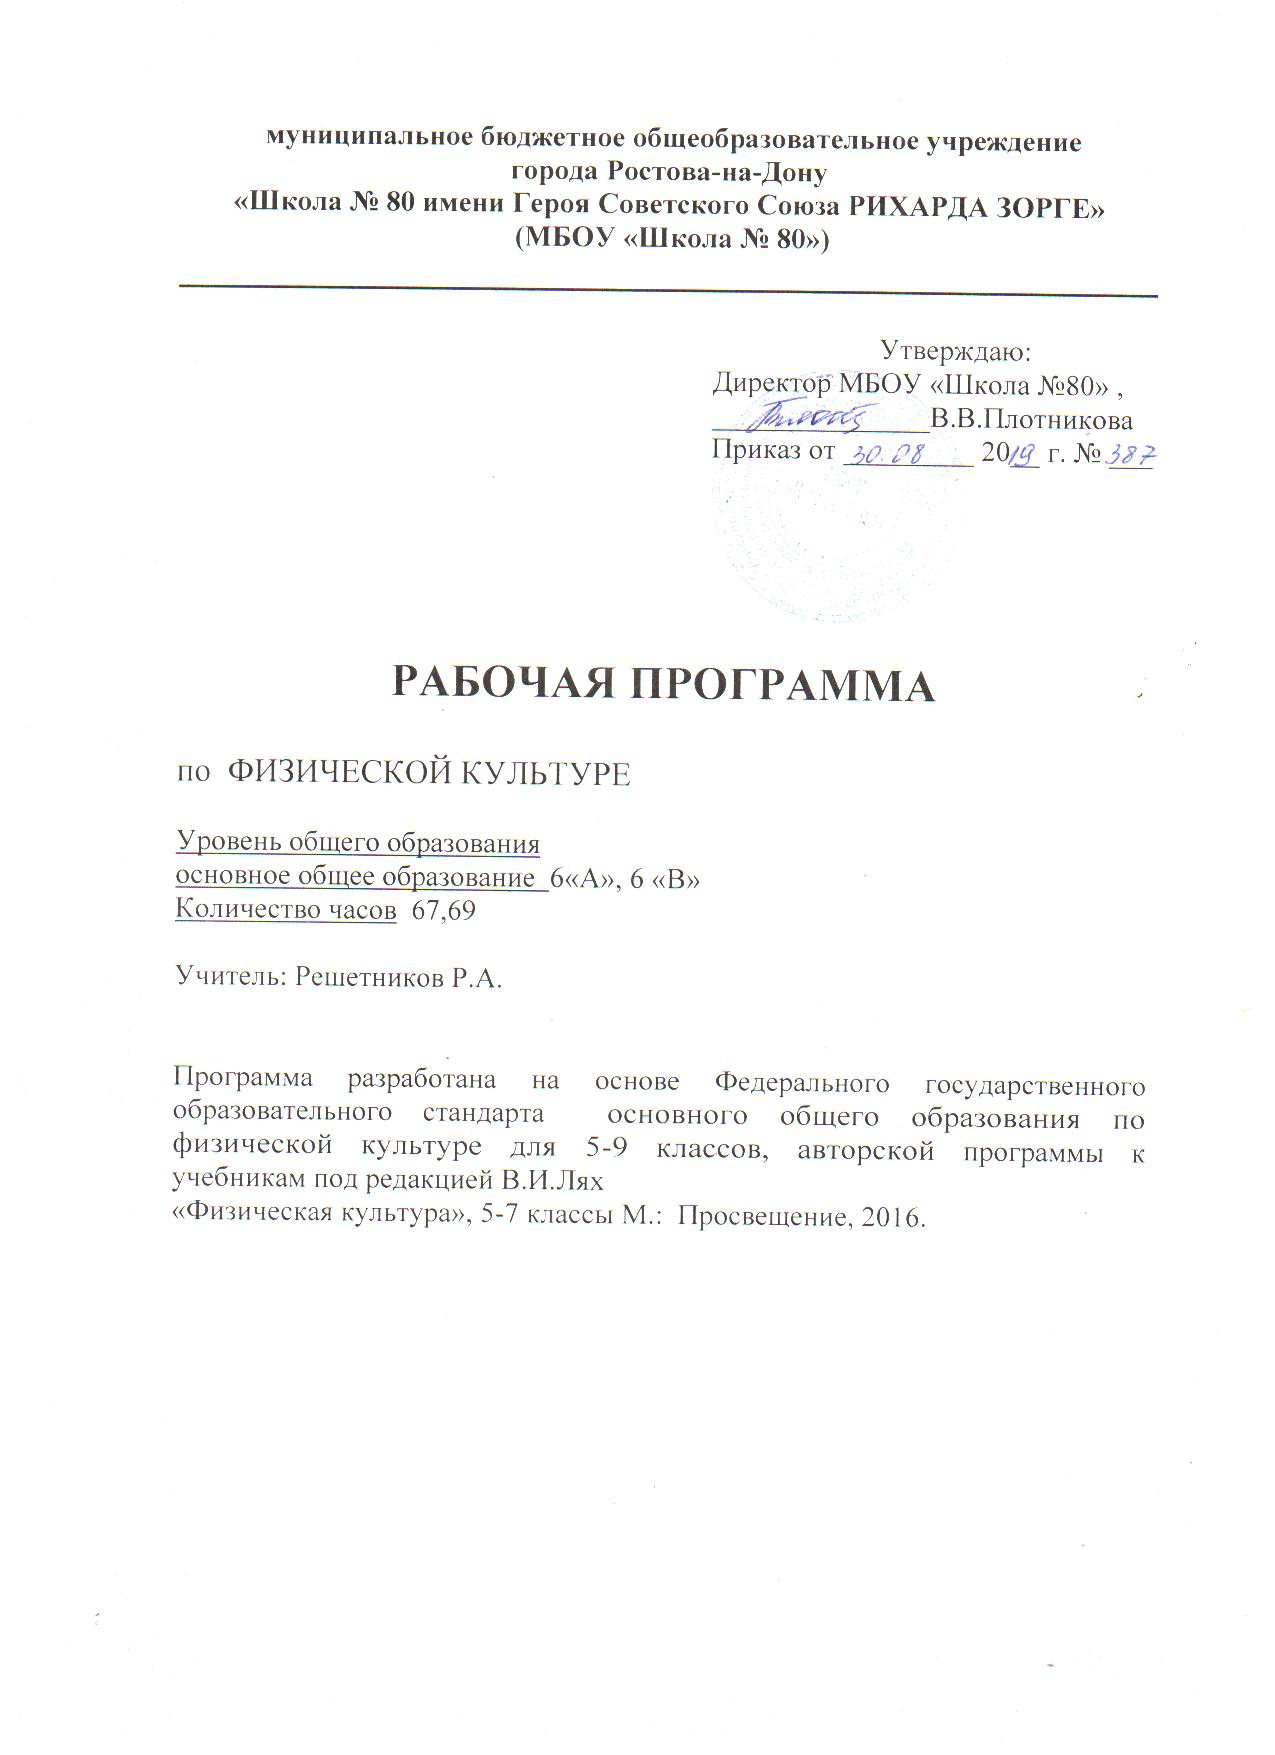 муниципальное бюджетное общеобразовательное учреждение
города Ростова-на-Дону
«Школа № 80 имени Героя Советского Союза РИХАРДА ЗОРГЕ»
(МБОУ «Школа № 80»)
Утверждаю:
Директор МБОУ «Школа №80» ,
В.В.Плотникова
Приказ от 30.08 2019 г. № 387
РАБОЧАЯ ПРОГРАММА
по ФИЗИЧЕСКОЙ КУЛЬТУРЕ
Уровень общего образования
основное общее образование 6«А», 6 «В»
Количество часов 67,69
Учитель: Решетников Р.А.
Программа разработана на основе Федерального государственного
образовательного стандарта основного общего образования по
физической культуре для 5-9 классов, авторской программы к
учебникам под редакцией В.И.Лях
«Физическая культура», 5-7 классы М.: Просвещение, 2016.